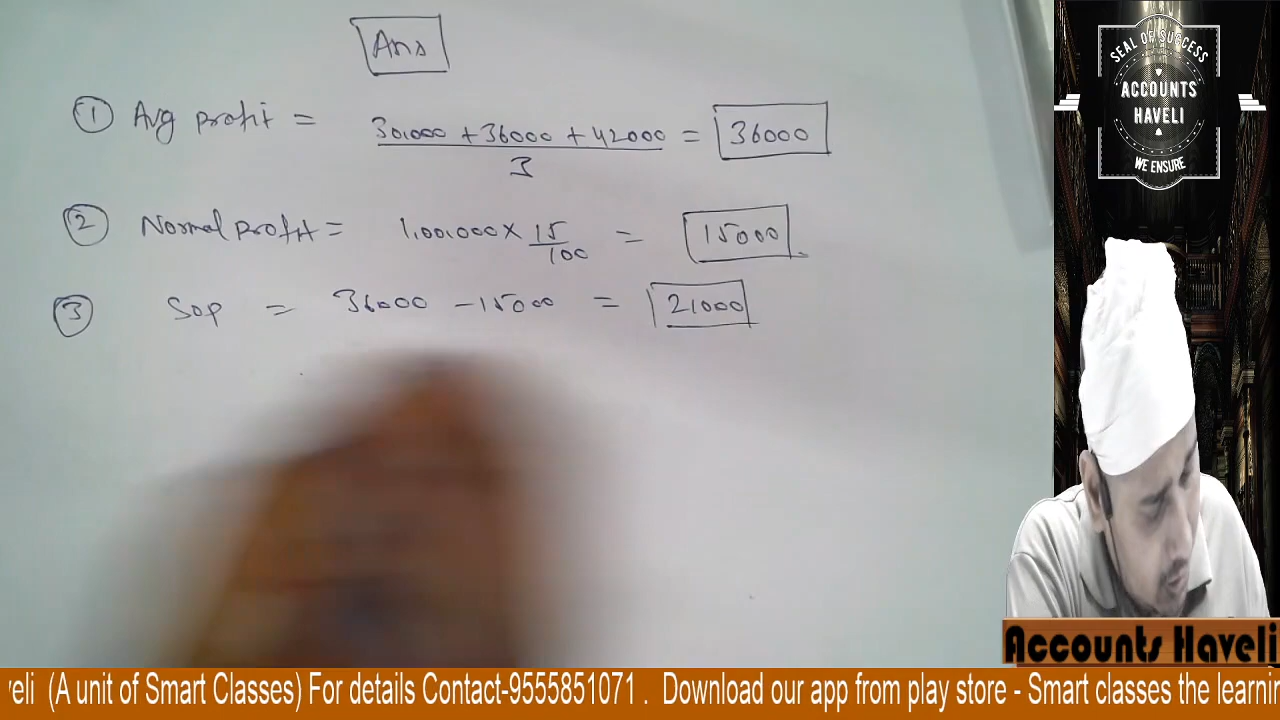 Ans
① Avg profit = 30,000 + 36000 + 42000 / 3 = 36000
② Normal profit = 1,00,000 × 15/100 = 15000
③ Sop = 36000 - 15000 = 21000
SEAL OF SUCCESS
ACCOUNTS
HAVELI
WE ENSURE
Accounts Haveli
veli (A unit of Smart Classes) For details Contact-9555851071 . Download our app from play store - Smart classes the learnin